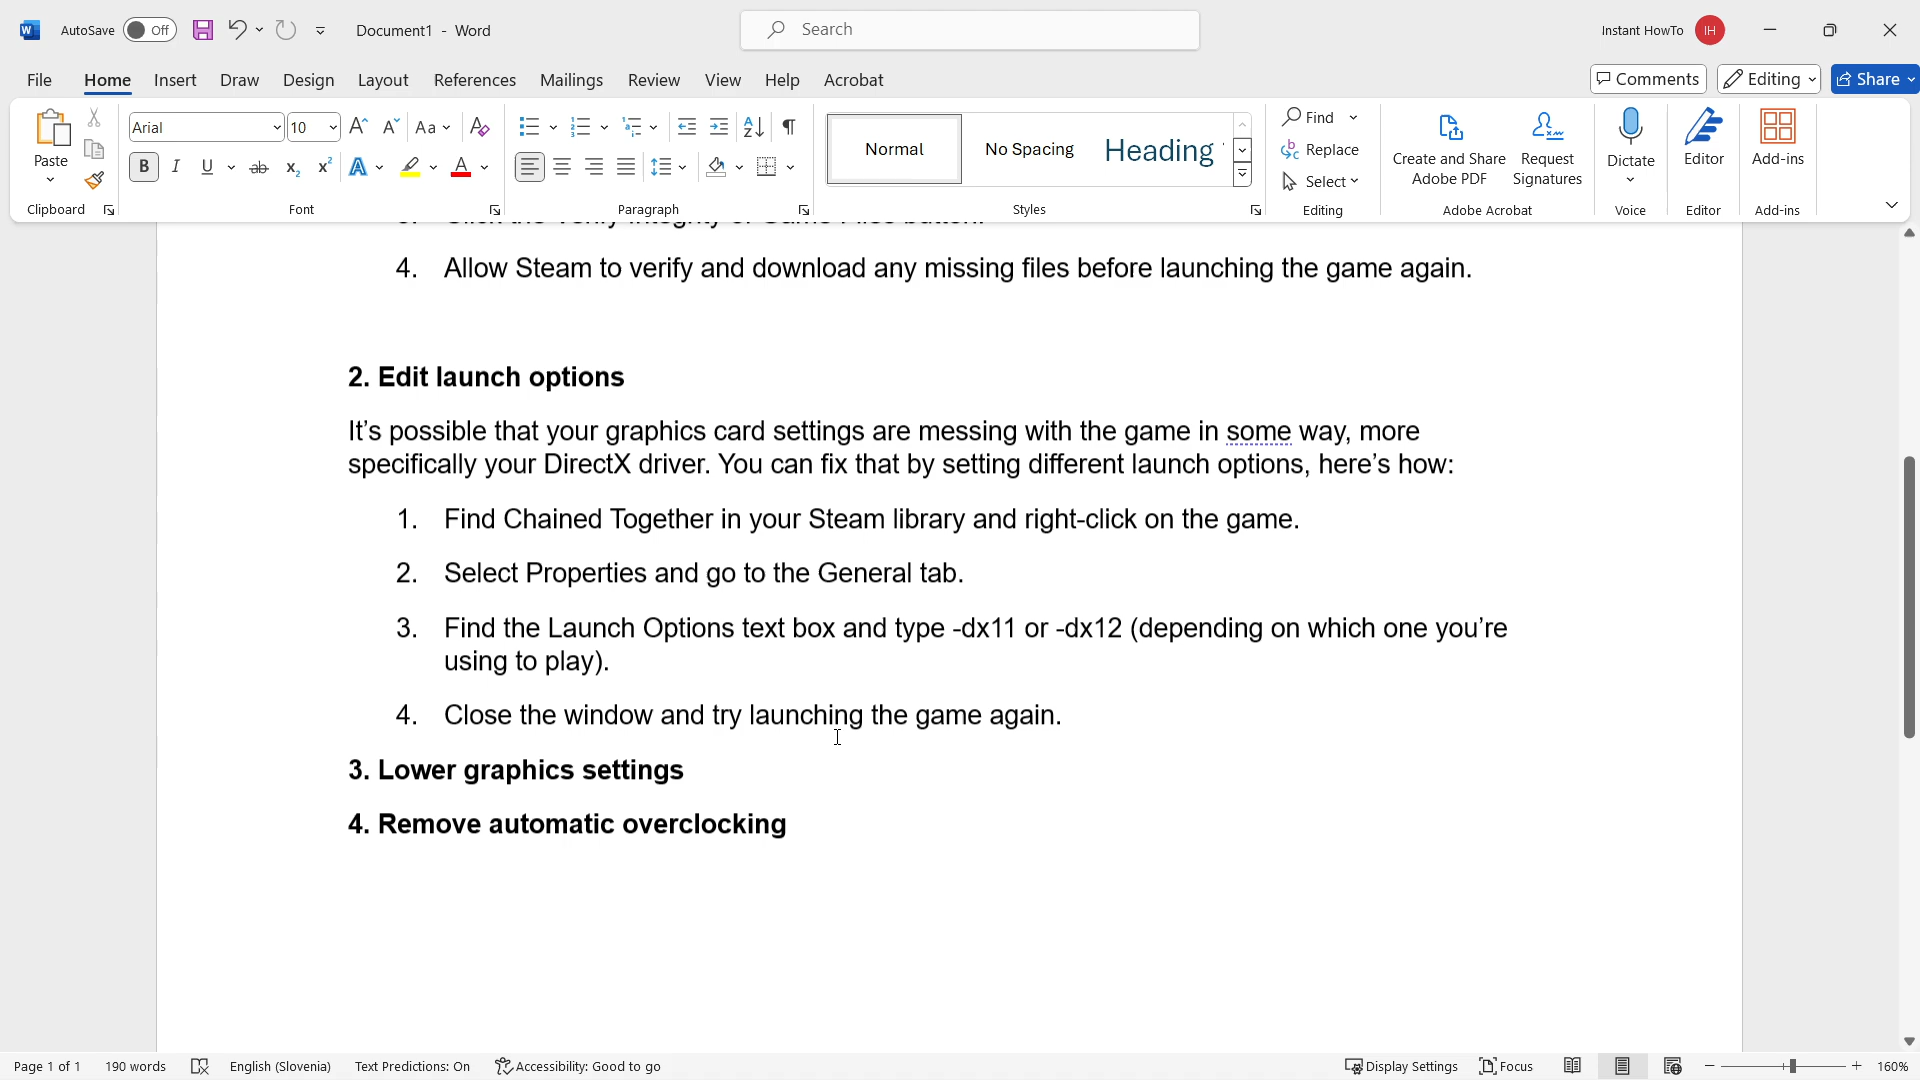 AutoSave Off Document1 - Word Search Instant HowTo IH
File Home Insert Draw Design Layout References Mailings Review View Help Acrobat Comments Editing Share
Arial 10 Aa Find
Paste Normal No Spacing Heading Replace Create and Share Adobe PDF Request Signatures Dictate Editor Add-ins
Select
Clipboard Font Paragraph Styles Editing Adobe Acrobat Voice Editor Add-ins
4. Allow Steam to verify and download any missing files before launching the game again.
2. Edit launch options
It’s possible that your graphics card settings are messing with the game in some way, more
specifically your DirectX driver. You can fix that by setting different launch options, here’s how:
1. Find Chained Together in your Steam library and right-click on the game.
2. Select Properties and go to the General tab.
3. Find the Launch Options text box and type -dx11 or -dx12 (depending on which one you’re
using to play).
4. Close the window and try launching the game again.
3. Lower graphics settings
4. Remove automatic overclocking
Page 1 of 1 190 words English (Slovenia) Text Predictions: On Accessibility: Good to go Display Settings Focus 160%